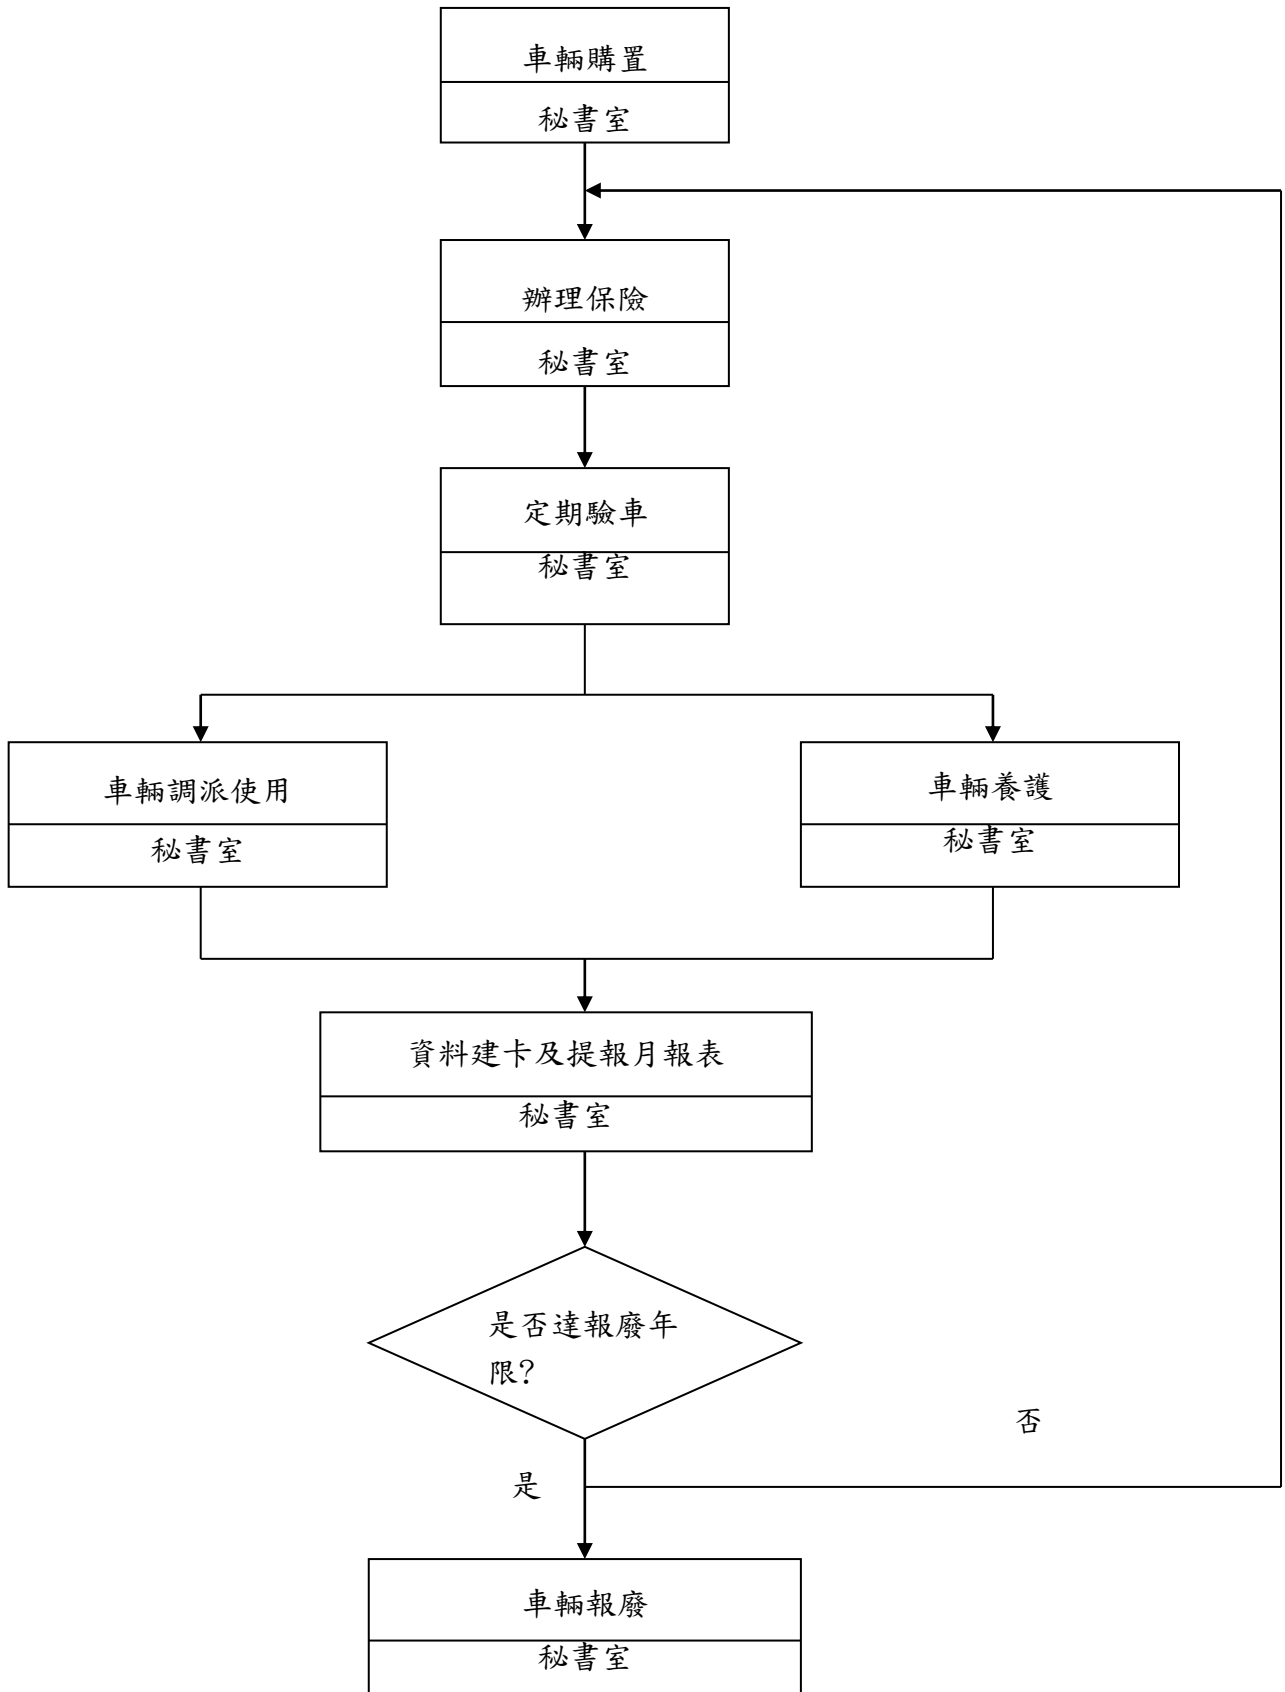 車輛購置
秘書室
辦理保險
秘書室
定期驗車
秘書室
車輛調派使用
秘書室
車輛養護
秘書室
資料建卡及提報月報表
秘書室
是否達報廢年
限?
否
是
車輛報廢
秘書室